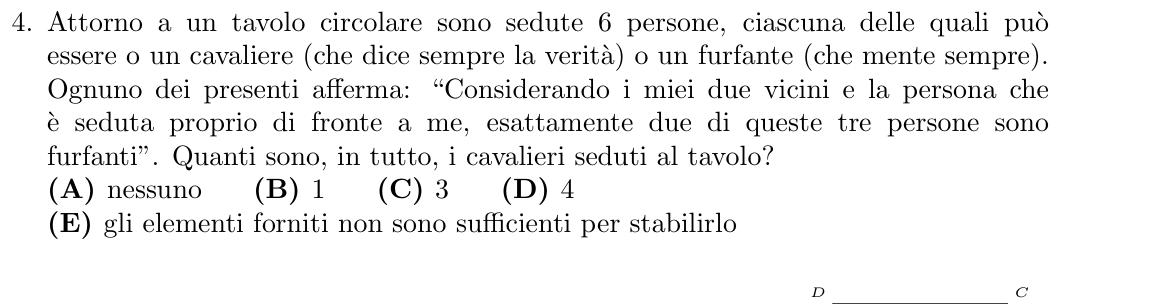 4. Attorno a un tavolo circolare sono sedute 6 persone, ciascuna delle quali può
essere o un cavaliere (che dice sempre la verità) o un furfante (che mente sempre).
Ognuno dei presenti afferma: “Considerando i miei due vicini e la persona che
è seduta proprio di fronte a me, esattamente due di queste tre persone sono
furfanti”. Quanti sono, in tutto, i cavalieri seduti al tavolo?
(A) nessuno (B) 1 (C) 3 (D) 4
(E) gli elementi forniti non sono sufficienti per stabilirlo
D C